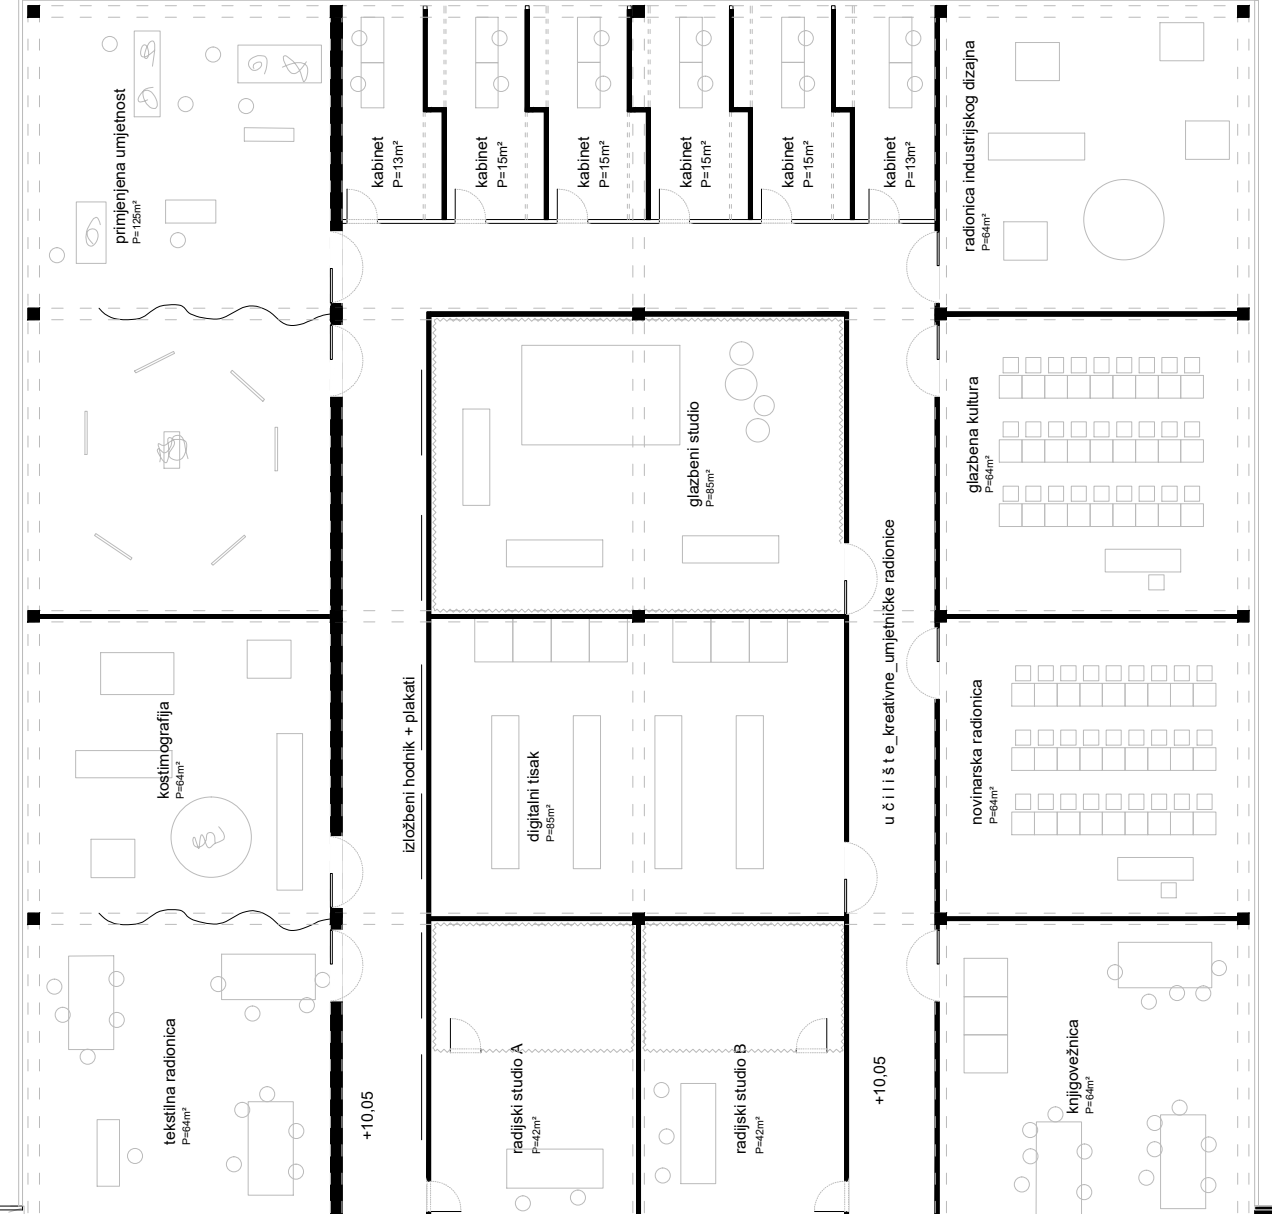 primjenjena umjetnost
P=125m²
kabinet
P=13m²
kabinet
P=15m²
kabinet
P=15m²
kabinet
P=15m²
kabinet
P=15m²
kabinet
P=13m²
radionica industrijskog dizajna
P=64m²
glazbeni studio
P=85m²
glazbena kultura
P=64m²
kostimografija
P=64m²
izložbeni hodnik + plakati
digitalni tisak
P=85m²
u č i l i š t e_kreativne_umjetničke radionice
novinarska radionica
P=64m²
tekstilna radionica
P=64m²
+10,05
radijski studio A
P=42m²
radijski studio B
P=42m²
+10,05
knjigovežnica
P=64m²